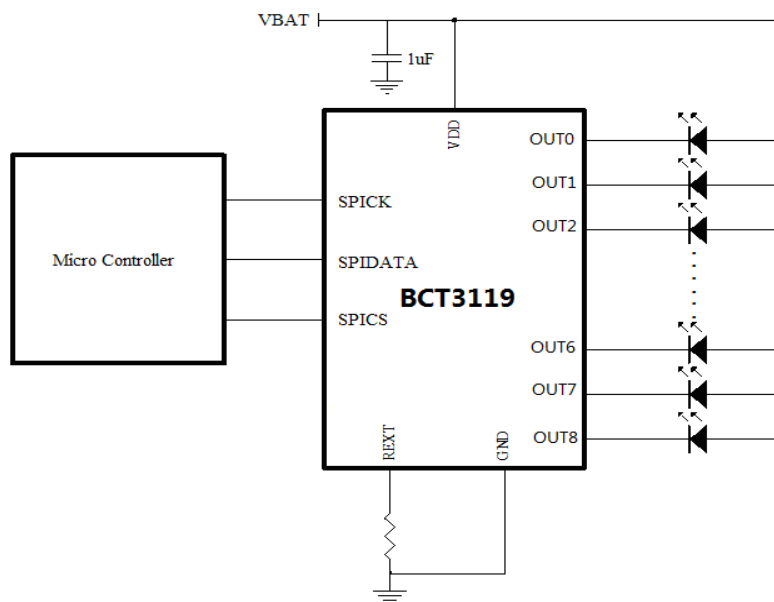 VBAT
1uF
VDD
OUT0
OUT1
SPICK
OUT2
Micro Controller
SPIDATA
BCT3119
SPICS
OUT6
OUT7
REXT
GND
OUT8